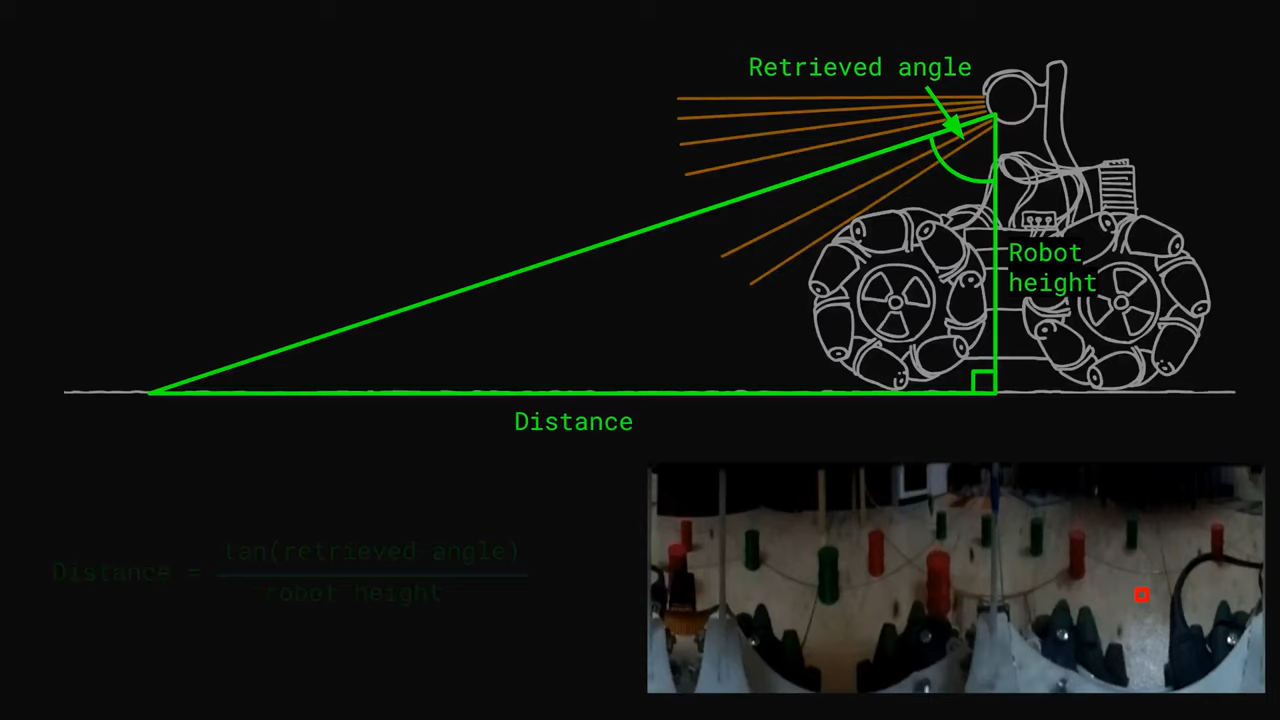 Retrieved angle
Robot
height
Distance
Distance = tan(retrieved angle)
robot height